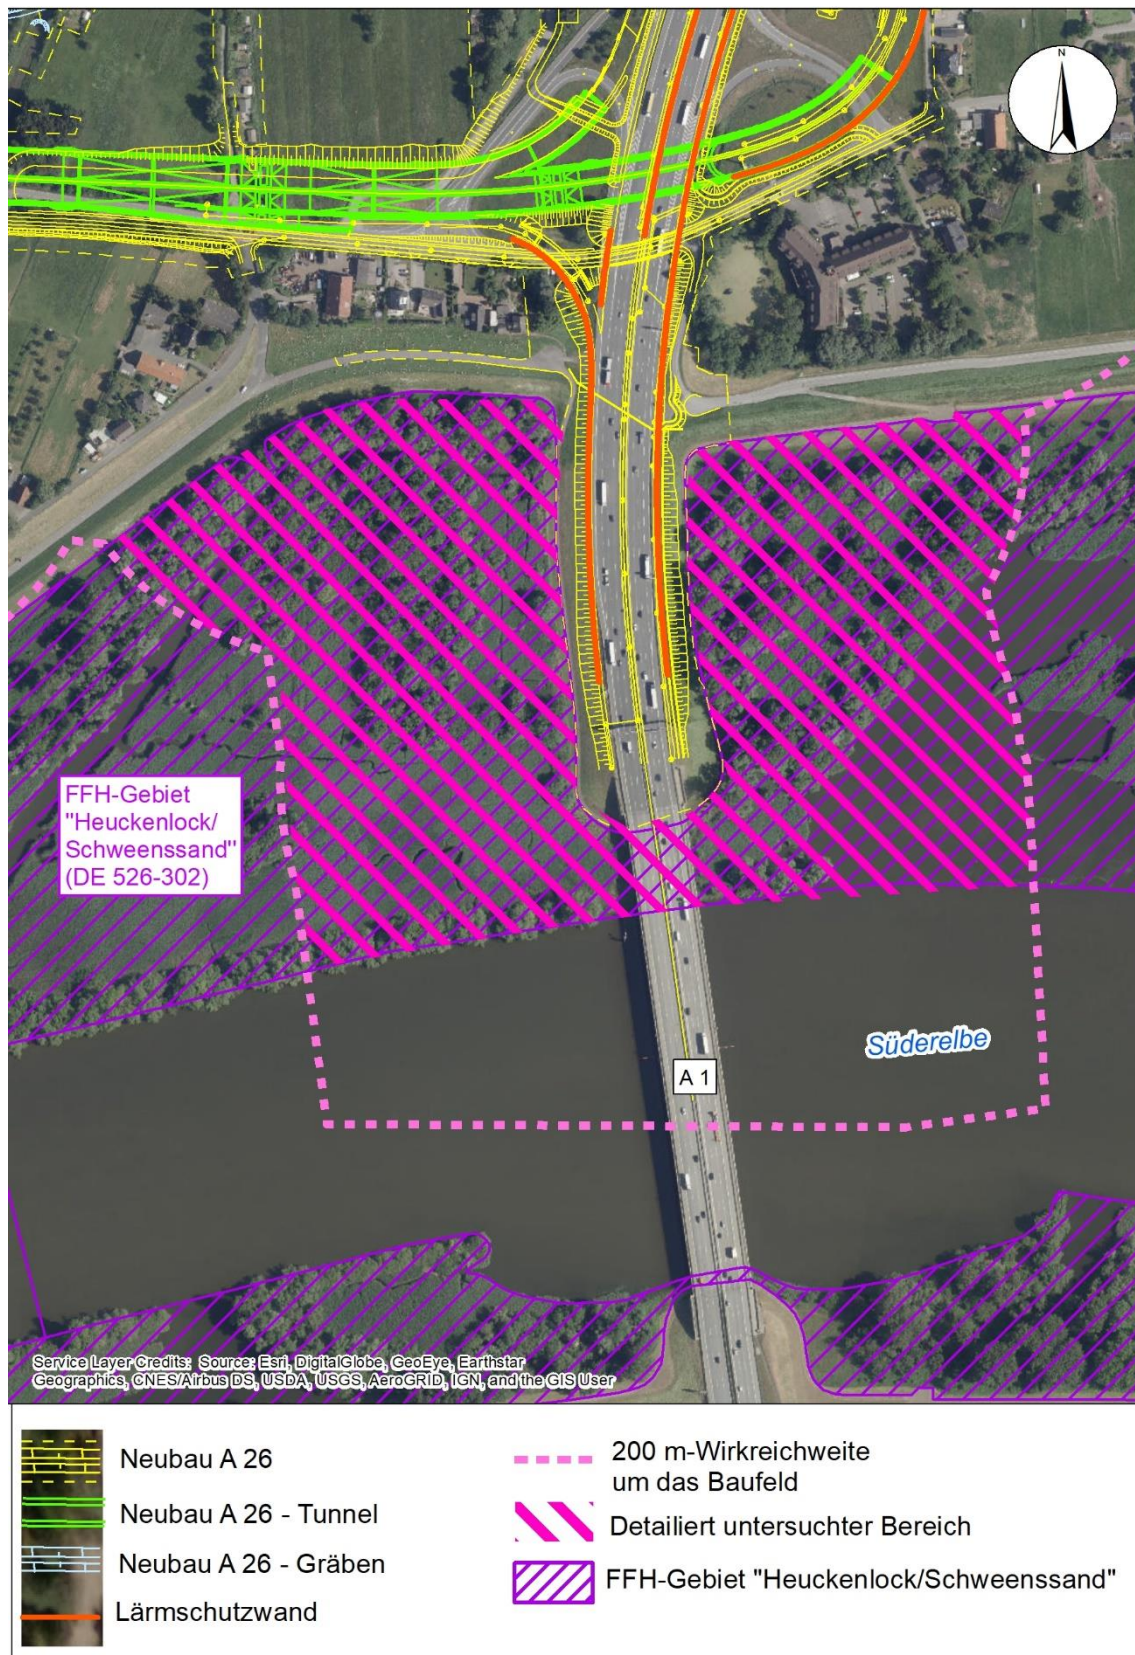 N
FFH-Gebiet
"Heuckenlock/
Schweenssand"
(DE 526-302)
Süderelbe
A 1
Service Layer Credits: Source: Esri, DigitalGlobe, GeoEye, Earthstar
Geographics, CNES/Airbus DS, USDA, USGS, AeroGRID, IGN, and the GIS User
Neubau A 26
Neubau A 26 - Tunnel
Neubau A 26 - Gräben
Lärmschutzwand
200 m-Wirkreichweite
um das Baufeld
Detailiert untersuchter Bereich
FFH-Gebiet "Heuckenlock/Schweenssand"